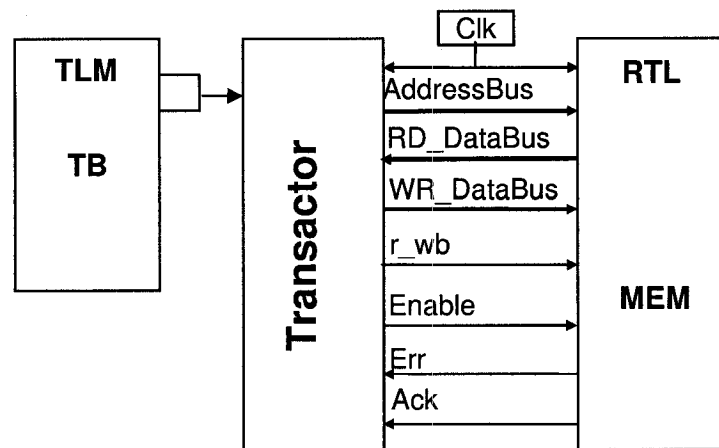 TLM
TB
Transactor
Clk
AddressBus
RD_DataBus
WR_DataBus
r_wb
Enable
Err
Ack
RTL
MEM